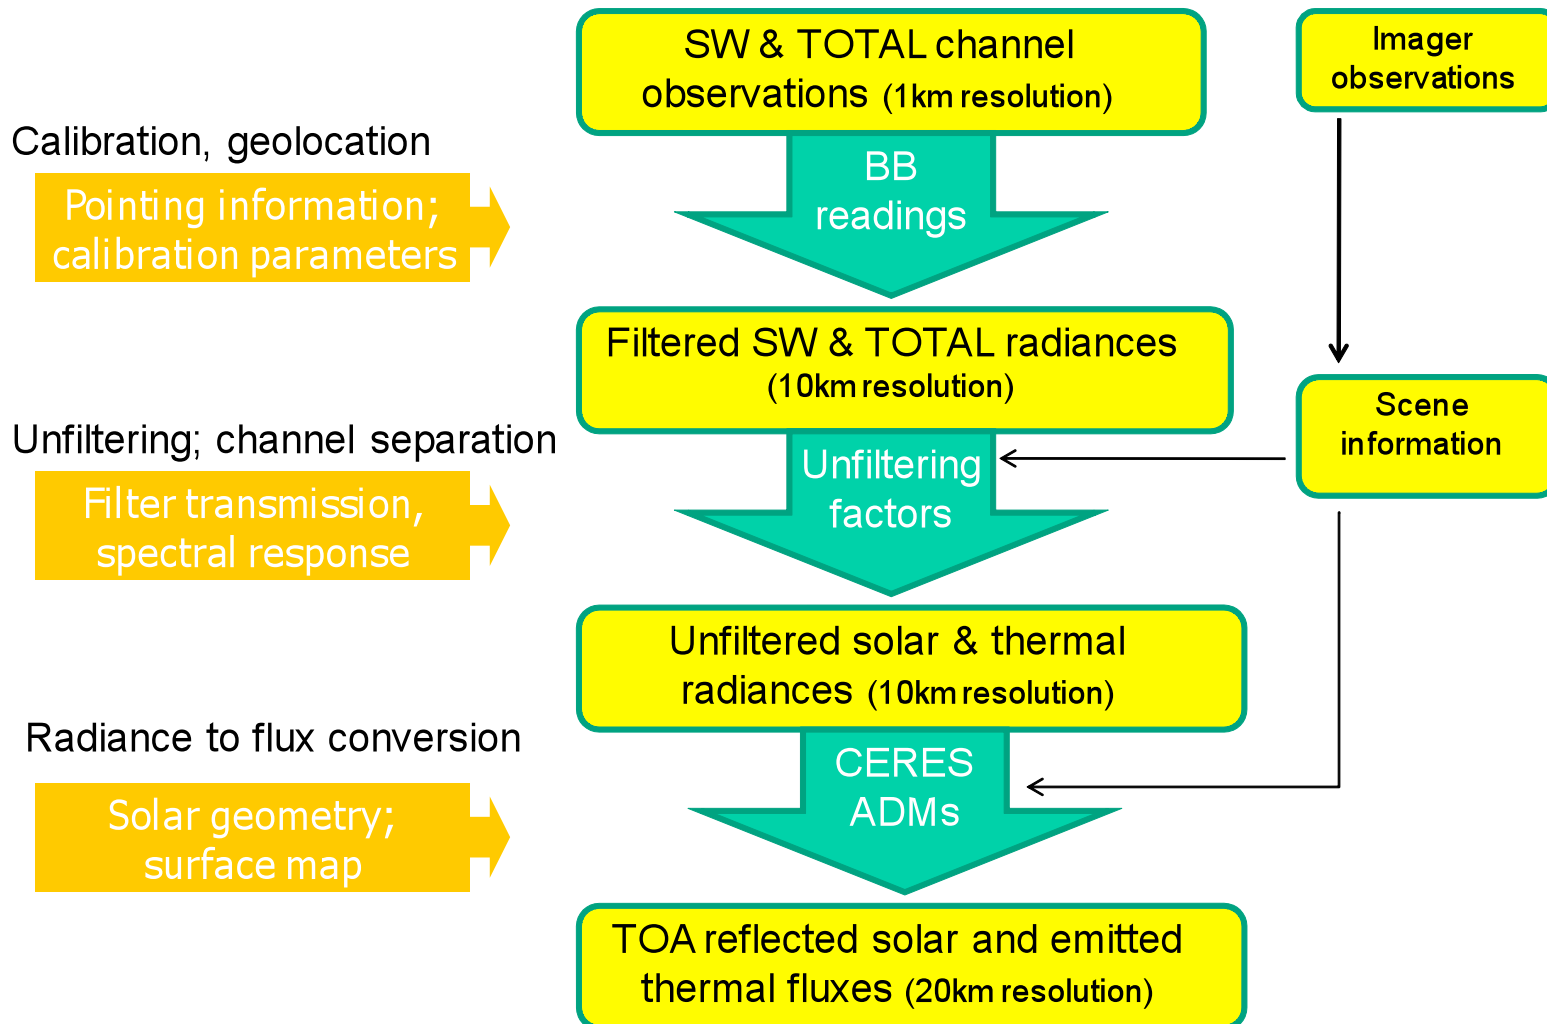 SW & TOTAL channel
observations (1km resolution)
Imager
observations
Calibration, geolocation
Pointing information;
calibration parameters
BB
readings
Filtered SW & TOTAL radiances
(10km resolution)
Scene
information
Unfiltering; channel separation
Filter transmission,
spectral response
Unfiltering
factors
Unfiltered solar & thermal
radiances (10km resolution)
Radiance to flux conversion
Solar geometry;
surface map
CERES
ADMs
TOA reflected solar and emitted
thermal fluxes (20km resolution)